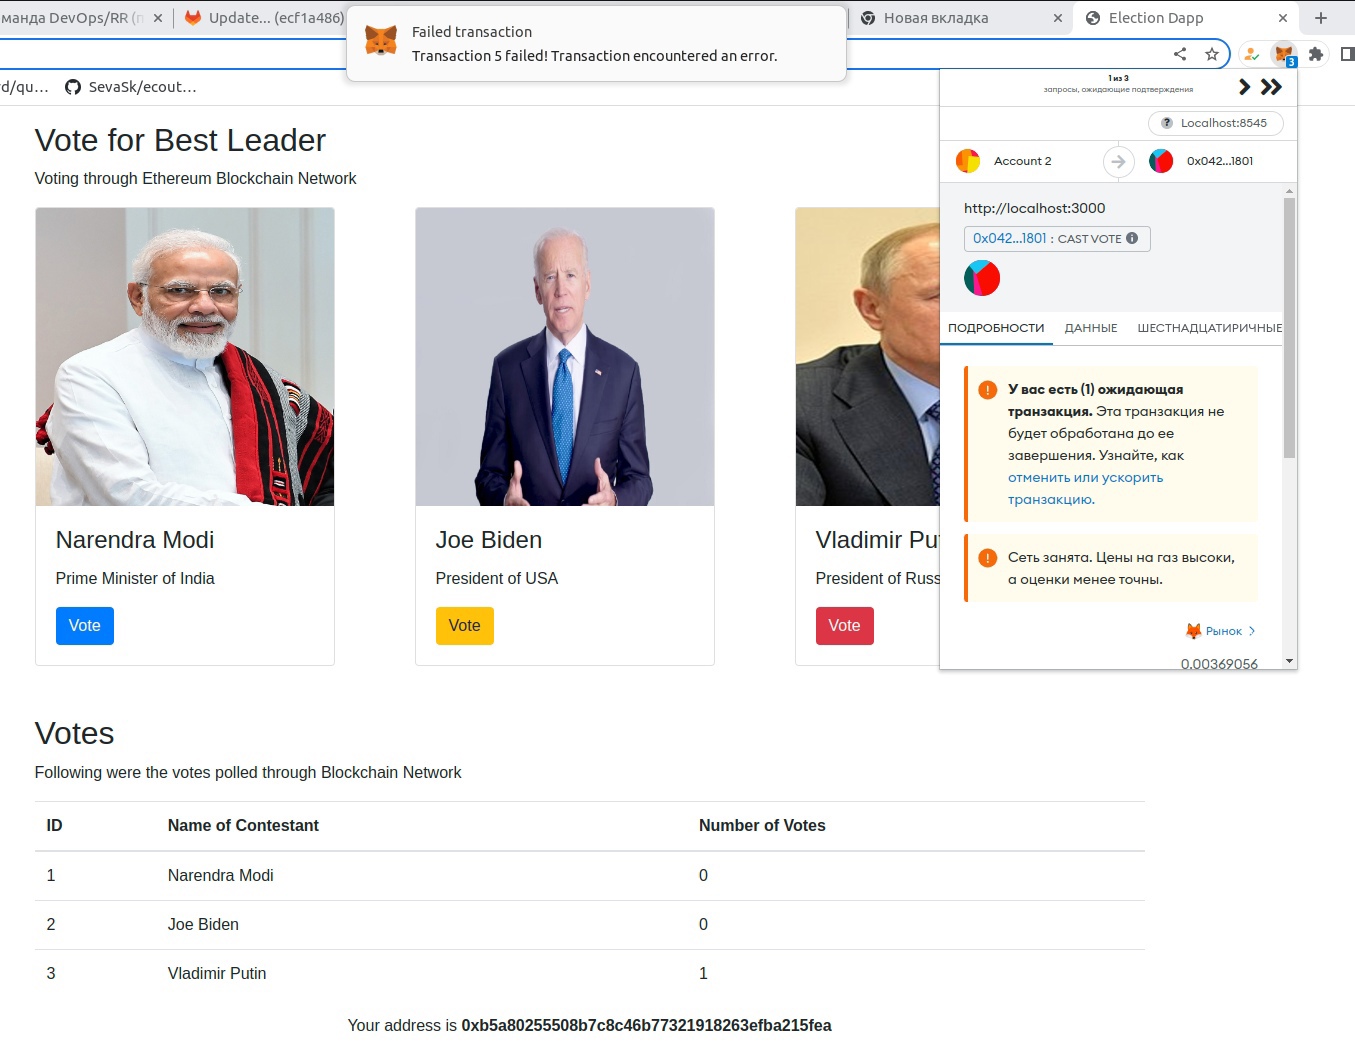 манда DevOps/RR (п
Update... (ecf1a486)
Новая вкладка
Election Dapp
Failed transaction
Transaction 5 failed! Transaction encountered an error.
3
d/qu...
SevaSk/ecout...
1 из 3
запросы, ожидающие подтверждения
Localhost:8545
Account 2
0x042...1801
http://localhost:3000
0x042...1801 : CAST VOTE
ПОДРОБНОСТИ ДАННЫЕ ШЕСТНАДЦАТИРИЧНЫЕ
У вас есть (1) ожидающая
транзакция. Эта транзакция не
будет обработана до ее
завершения. Узнайте, как
отменить или ускорить
транзакцию.
Сеть занята. Цены на газ высоки,
а оценки менее точны.
Рынок
0.00369056
Vote for Best Leader
Voting through Ethereum Blockchain Network
Narendra Modi
Prime Minister of India
Vote
Joe Biden
President of USA
Vote
Vladimir Pu
President of Russ
Vote
Votes
Following were the votes polled through Blockchain Network
ID Name of Contestant Number of Votes
1 Narendra Modi 0
2 Joe Biden 0
3 Vladimir Putin 1
Your address is 0xb5a80255508b7c8c46b77321918263efba215fea